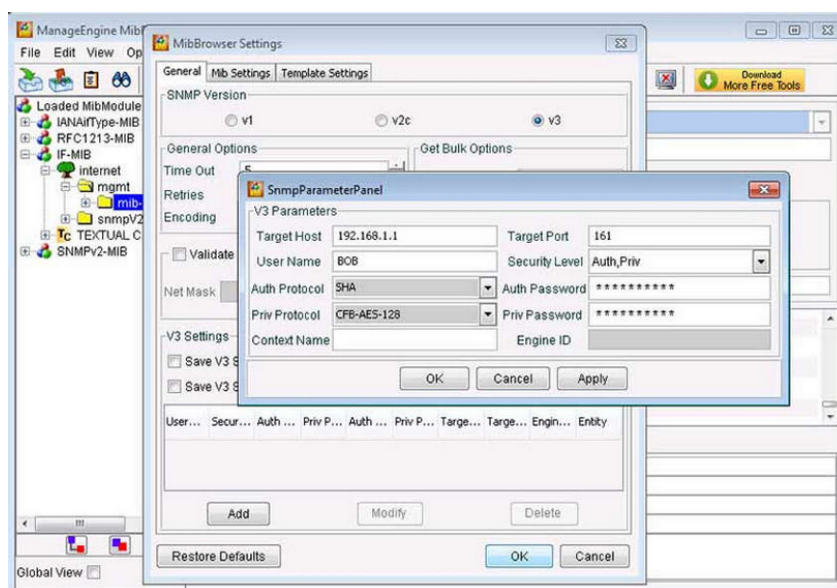 ManageEngine MibB
File Edit View Op
Download
More Free Tools
Loaded MibModule
IANAifType-MIB
RFC1213-MIB
IF-MIB
internet
mgmt
mib-
snmpV2
Tc TEXTUAL C
SNMPv2-MIB
Global View
MibBrowser Settings
General Mib Settings Template Settings
SNMP Version
v1 v2c v3
General Options Get Bulk Options
Time Out 5
Retries
Encoding
Validate
Net Mask
V3 Settings
Save V3 S
Save V3 S
SnmpParameterPanel
V3 Parameters
Target Host 192.168.1.1 Target Port 161
User Name BOB Security Level Auth,Priv
Auth Protocol SHA Auth Password **********
Priv Protocol CFB-AES-128 Priv Password **********
Context Name Engine ID
OK Cancel Apply
User... Secur... Auth ... Priv P... Auth ... Priv P... Targe... Targe... Engin... Entity
Add Modify Delete
Restore Defaults OK Cancel